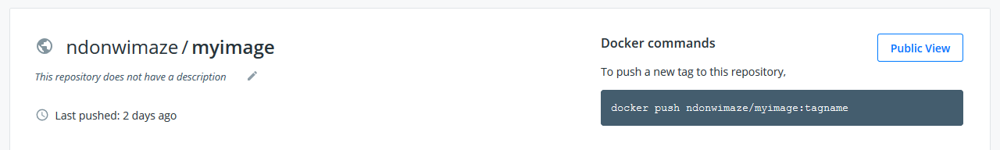 ndonwimaze / myimage
This repository does not have a description
Last pushed: 2 days ago
Docker commands
Public View
To push a new tag to this repository,
docker push ndonwimaze/myimage:tagname